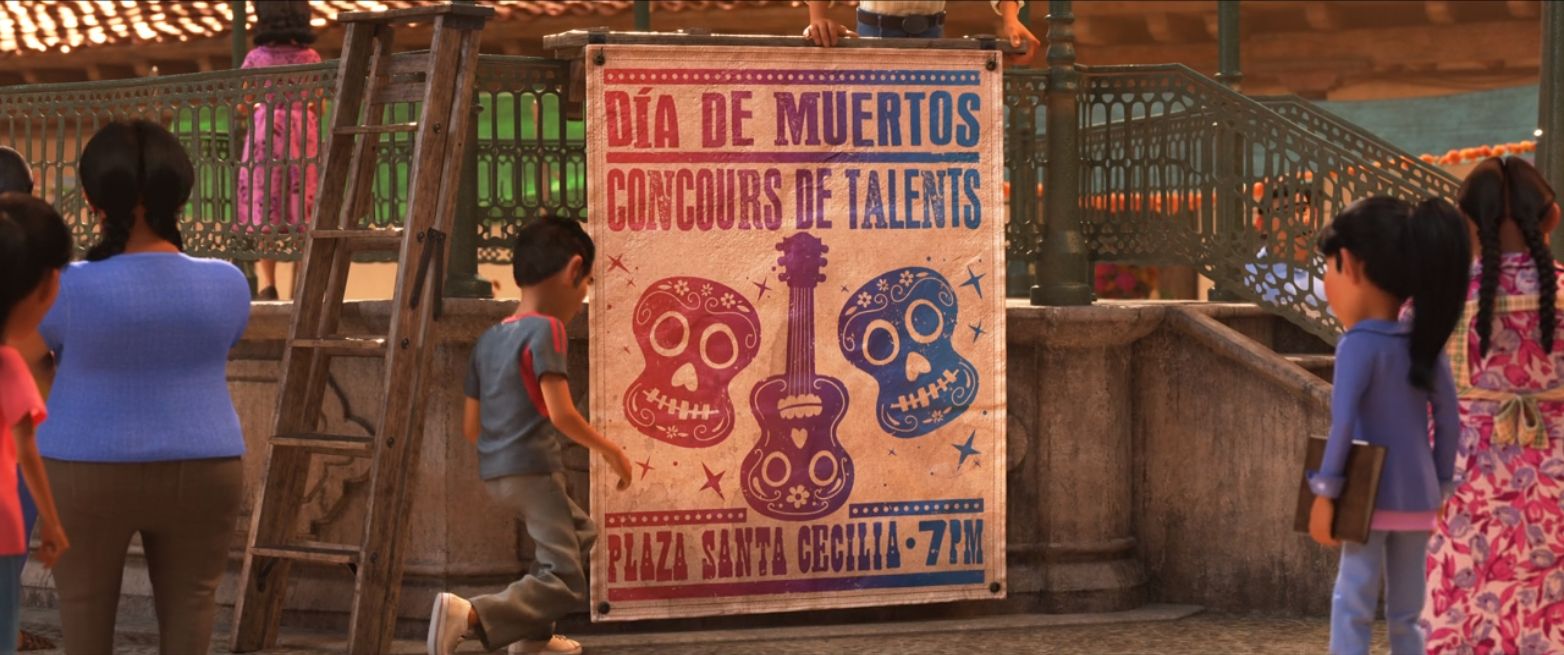 DÍA DE MUERTOS
CONCOURS DE TALENTS
PLAZA SANTA CECILIA • 7PM